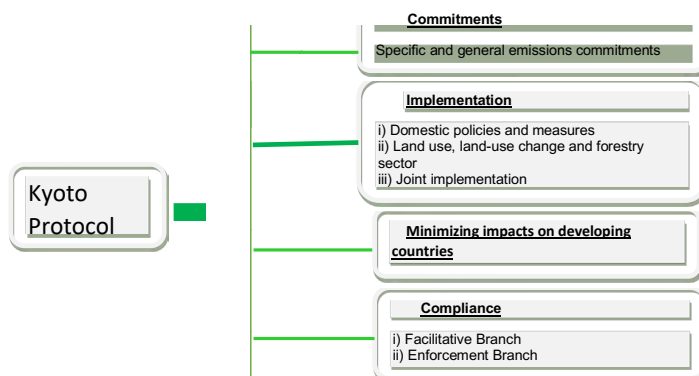 Commitments
Specific and general emissions commitments
Implementation
i) Domestic policies and measures
ii) Land use, land-use change and forestry
sector
iii) Joint implementation
Kyoto
Protocol
Minimizing impacts on developing
countries
Compliance
i) Facilitative Branch
ii) Enforcement Branch